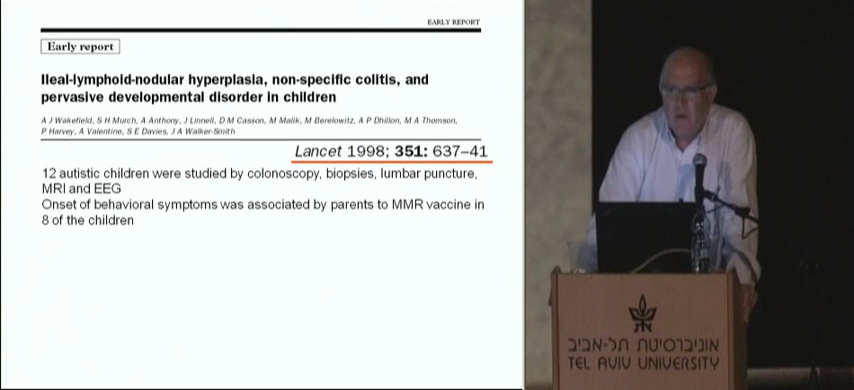 EARLY REPORT
Early report
Ileal-lymphoid-nodular hyperplasia, non-specific colitis, and
pervasive developmental disorder in children
A J Wakefield, S H Murch, A Anthony, J Linnell, D M Casson, M Malik, M Berelowitz, A P Dhillon, M A Thomson,
P Harvey, A Valentine, S E Davies, J A Walker-Smith
Lancet 1998; 351: 637–41
12 autistic children were studied by colonoscopy, biopsies, lumbar puncture,
MRI and EEG
Onset of behavioral symptoms was associated by parents to MMR vaccine in
8 of the children
אוניברסיטת תל-אביב
TEL AVIV UNIVERSITY